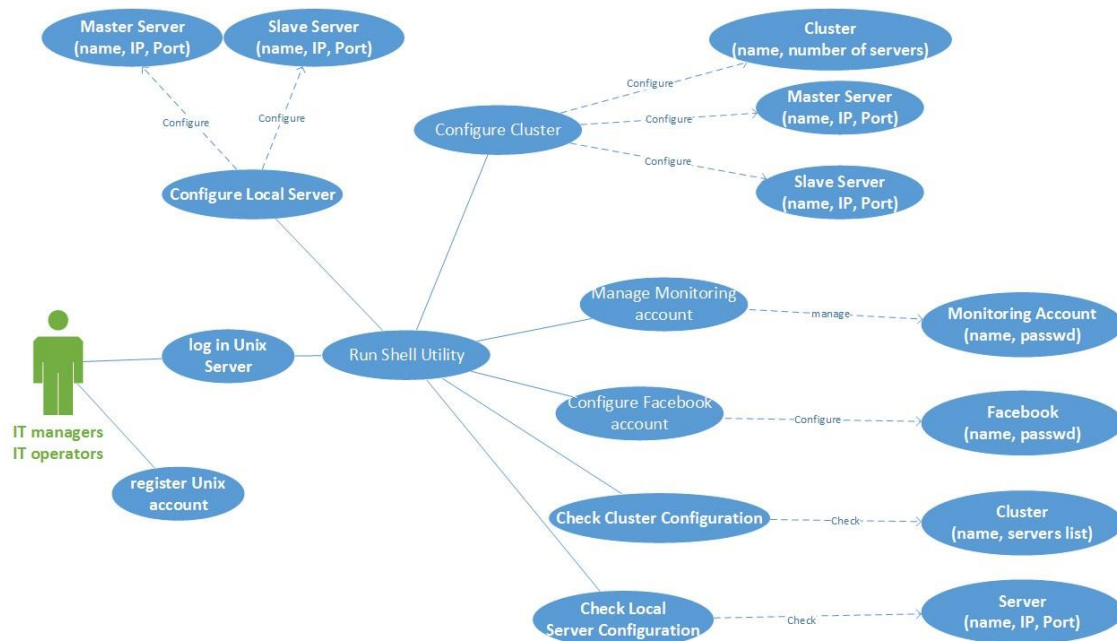 Master Server
(name, IP, Port)
Slave Server
(name, IP, Port)
Configure
Configure
Configure Local Server
Cluster
(name, number of servers)
Configure
Master Server
(name, IP, Port)
Configure
Configure Cluster
Configure
Slave Server
(name, IP, Port)
Manage Monitoring
account
manage
Monitoring Account
(name, passwd)
log in Unix
Server
Run Shell Utility
Configure Facebook
account
Configure
Facebook
(name, passwd)
IT managers
IT operators
register Unix
account
Check Cluster Configuration
Check
Cluster
(name, servers list)
Check Local
Server Configuration
Check
Server
(name, IP, Port)